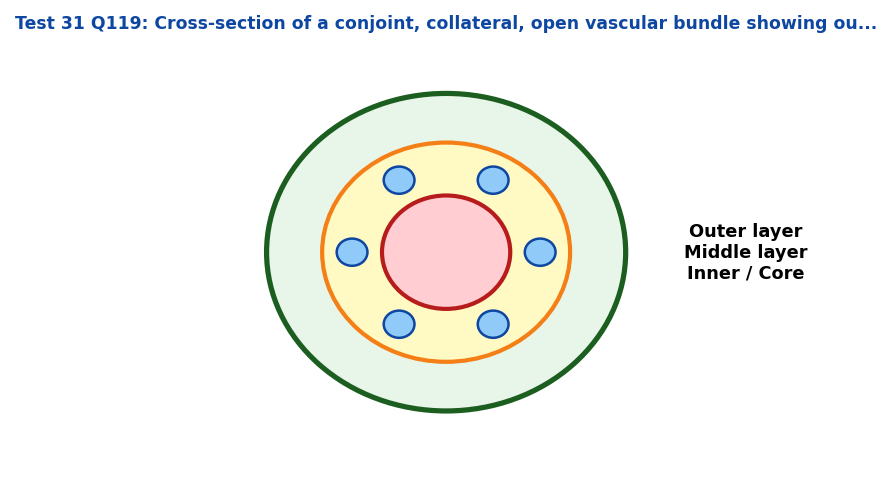 Test 31 Q119: Cross-section of a conjoint, collateral, open vascular bundle showing ou...
Outer layer
Middle layer
Inner / Core